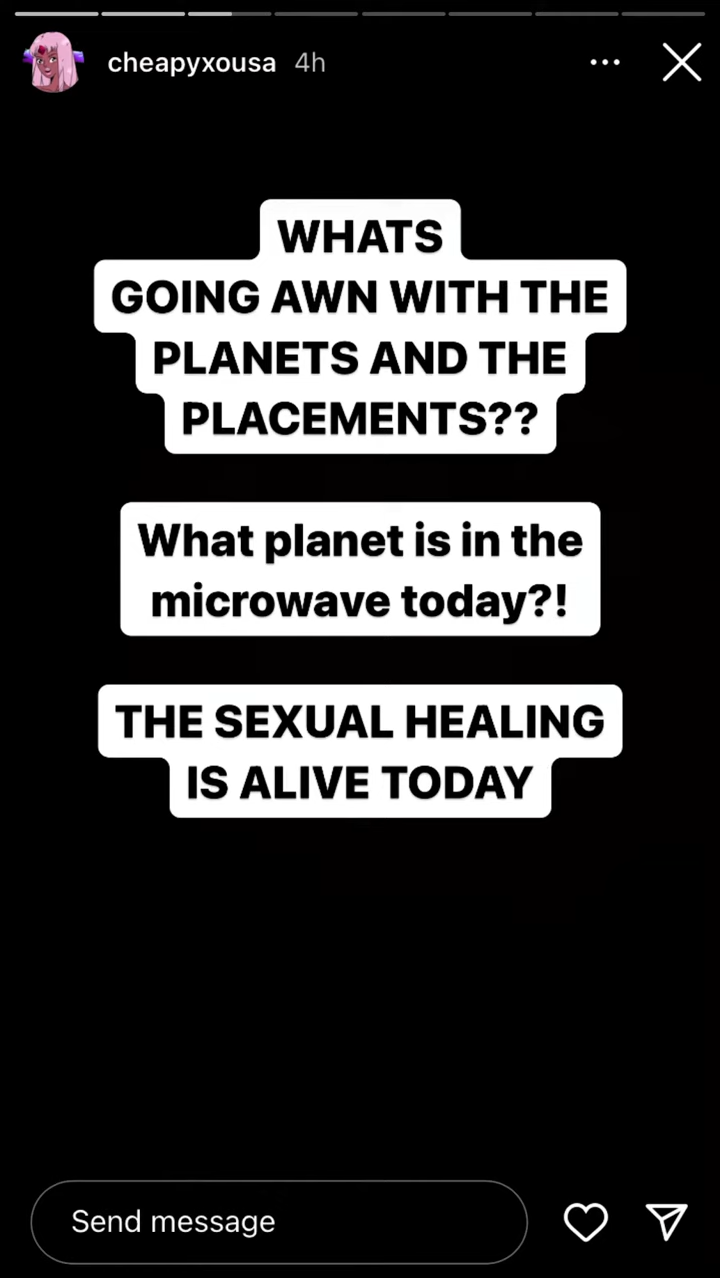 cheapyxousa 4h
WHATS
GOING AWN WITH THE
PLANETS AND THE
PLACEMENTS??
What planet is in the
microwave today?!
THE SEXUAL HEALING
IS ALIVE TODAY
Send message